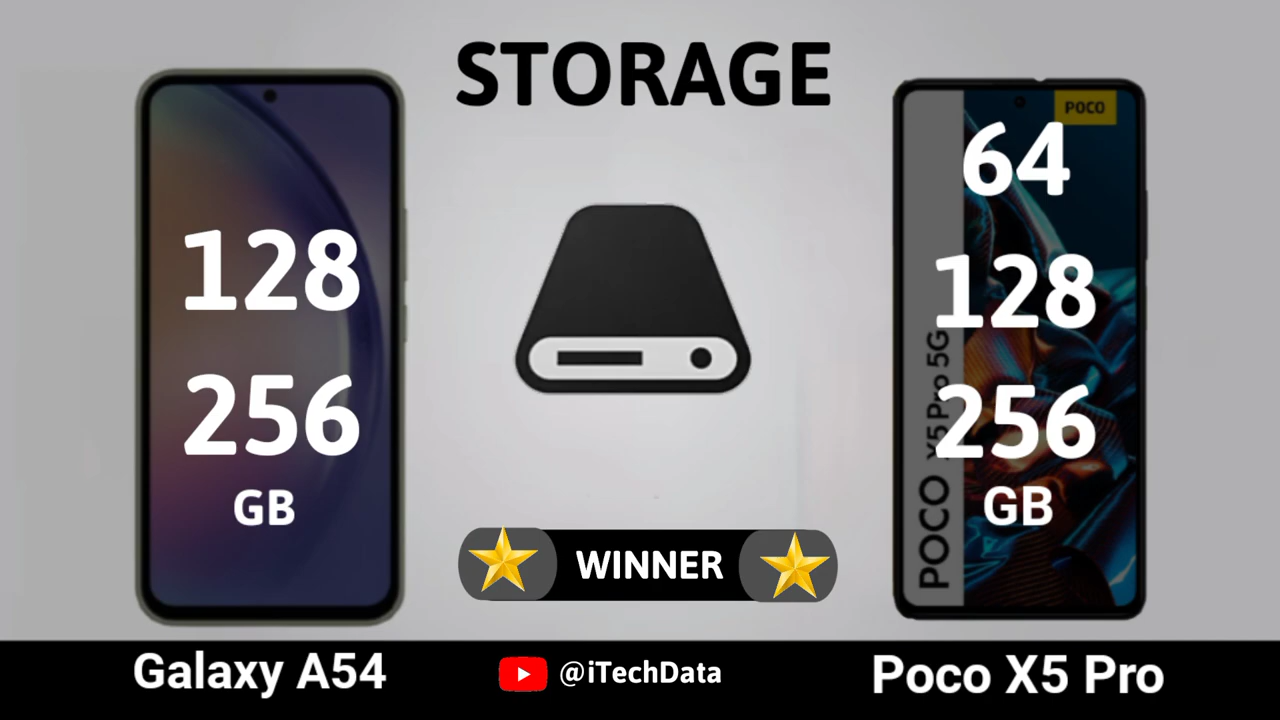 STORAGE
128
256
GB
POCO
64
128
256
GB
POCO X5 Pro 5G
WINNER
Galaxy A54
@iTechData
Poco X5 Pro